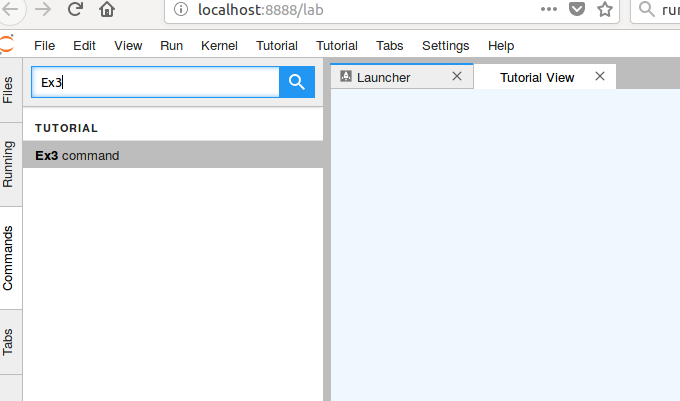 localhost:8888/lab
run
File Edit View Run Kernel Tutorial Tutorial Tabs Settings Help
Files
Running
Commands
Tabs
Ex3
TUTORIAL
Ex3 command
Launcher
Tutorial View